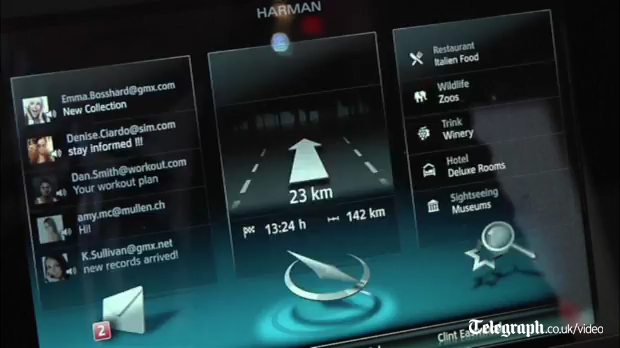 HARMAN
Emma.Bosshard@gmx.com
New Collection
Denise.Ciardo@sim.com
stay informed !!!
Dan.Smith@workout.com
Your workout plan
amy.mc@mullen.ch
Hi!
K.Sullivan@gmx.net
new records arrived!
2
23 km
13:24 h
142 km
Restaurant
Italien Food
Wildlife
Zoos
Trink
Winery
Hotel
Deluxe Rooms
Sightseeing
Museums
Clint
Telegraph.co.uk/video